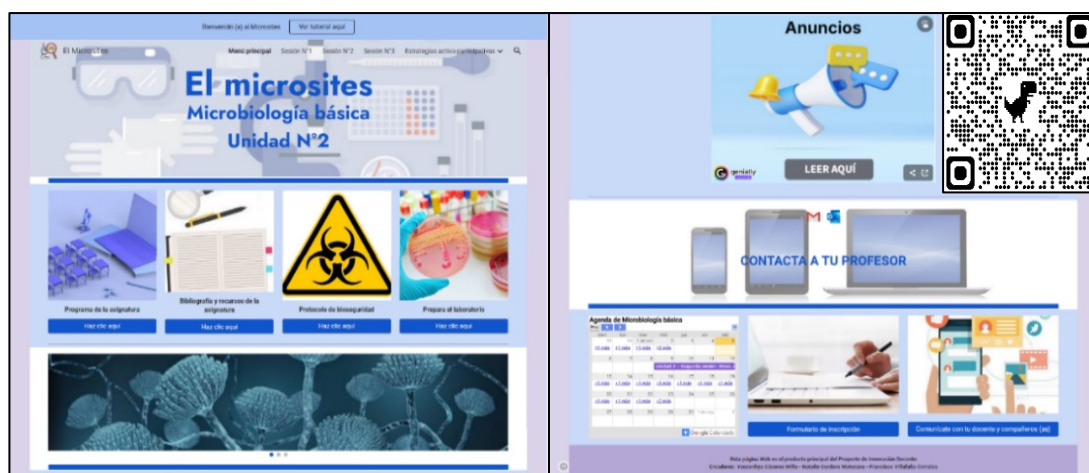 Bienvenido (a) al Microsites
Ver tutorial aquí
El Microsites
Menú principal
Sesión N°1
Sesión N°2
Sesión N°3
Estrategias activo-participativas
El microsites
Microbiología básica
Unidad N°2
Programa de la asignatura
Haz clic aquí
Bibliografía y recursos de la
asignatura
Haz clic aquí
Protocolo de bioseguridad
Haz clic aquí
Prepara el laboratorio
Haz clic aquí
Anuncios
genially
LEER AQUÍ
CONTACTA A TU PROFESOR
Agenda de Microbiología básica
Google Calendario
Formulario de inscripción
Comunícate con tu docente y compañeros (as)
Esta página Web es el producto principal del Proyecto de Innovación Docente